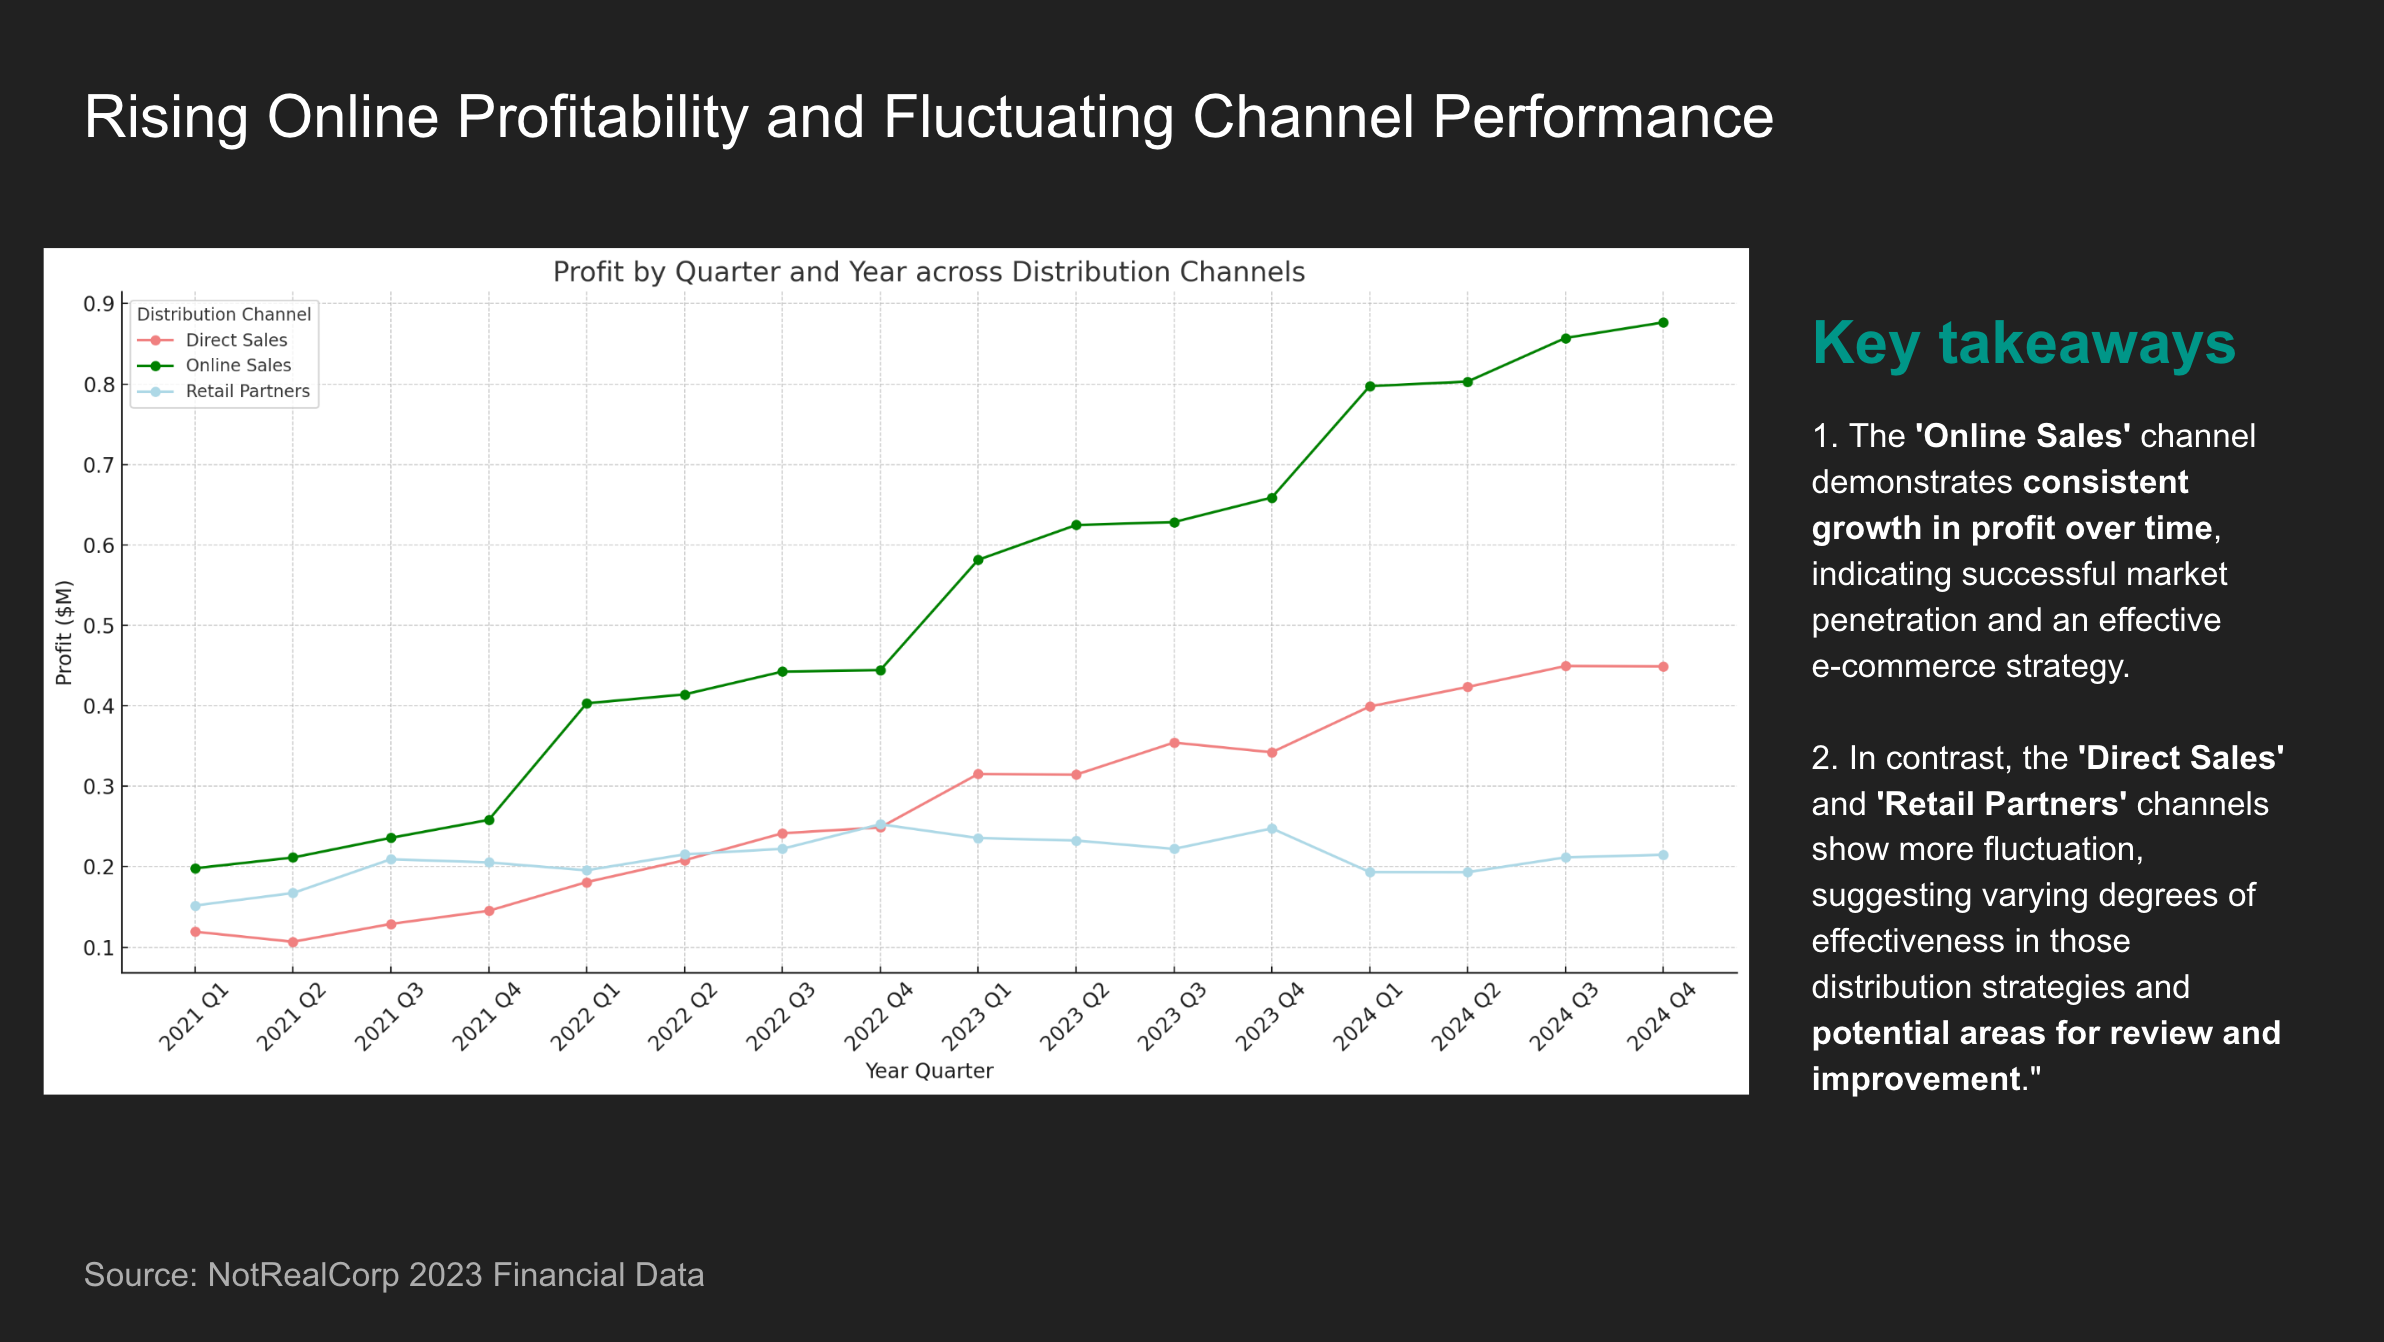 Rising Online Profitability and Fluctuating Channel Performance
Profit by Quarter and Year across Distribution Channels
Distribution Channel
Direct Sales
Online Sales
Retail Partners
0.9
0.8
0.7
0.6
0.5
0.4
0.3
0.2
0.1
Profit ($M)
2021 Q1
2021 Q2
2021 Q3
2021 Q4
2022 Q1
2022 Q2
2022 Q3
2022 Q4
2023 Q1
2023 Q2
2023 Q3
2023 Q4
2024 Q1
2024 Q2
2024 Q3
2024 Q4
Year Quarter
Key takeaways
1. The 'Online Sales' channel
demonstrates consistent
growth in profit over time,
indicating successful market
penetration and an effective
e-commerce strategy.
2. In contrast, the 'Direct Sales'
and 'Retail Partners' channels
show more fluctuation,
suggesting varying degrees of
effectiveness in those
distribution strategies and
potential areas for review and
improvement."
Source: NotRealCorp 2023 Financial Data